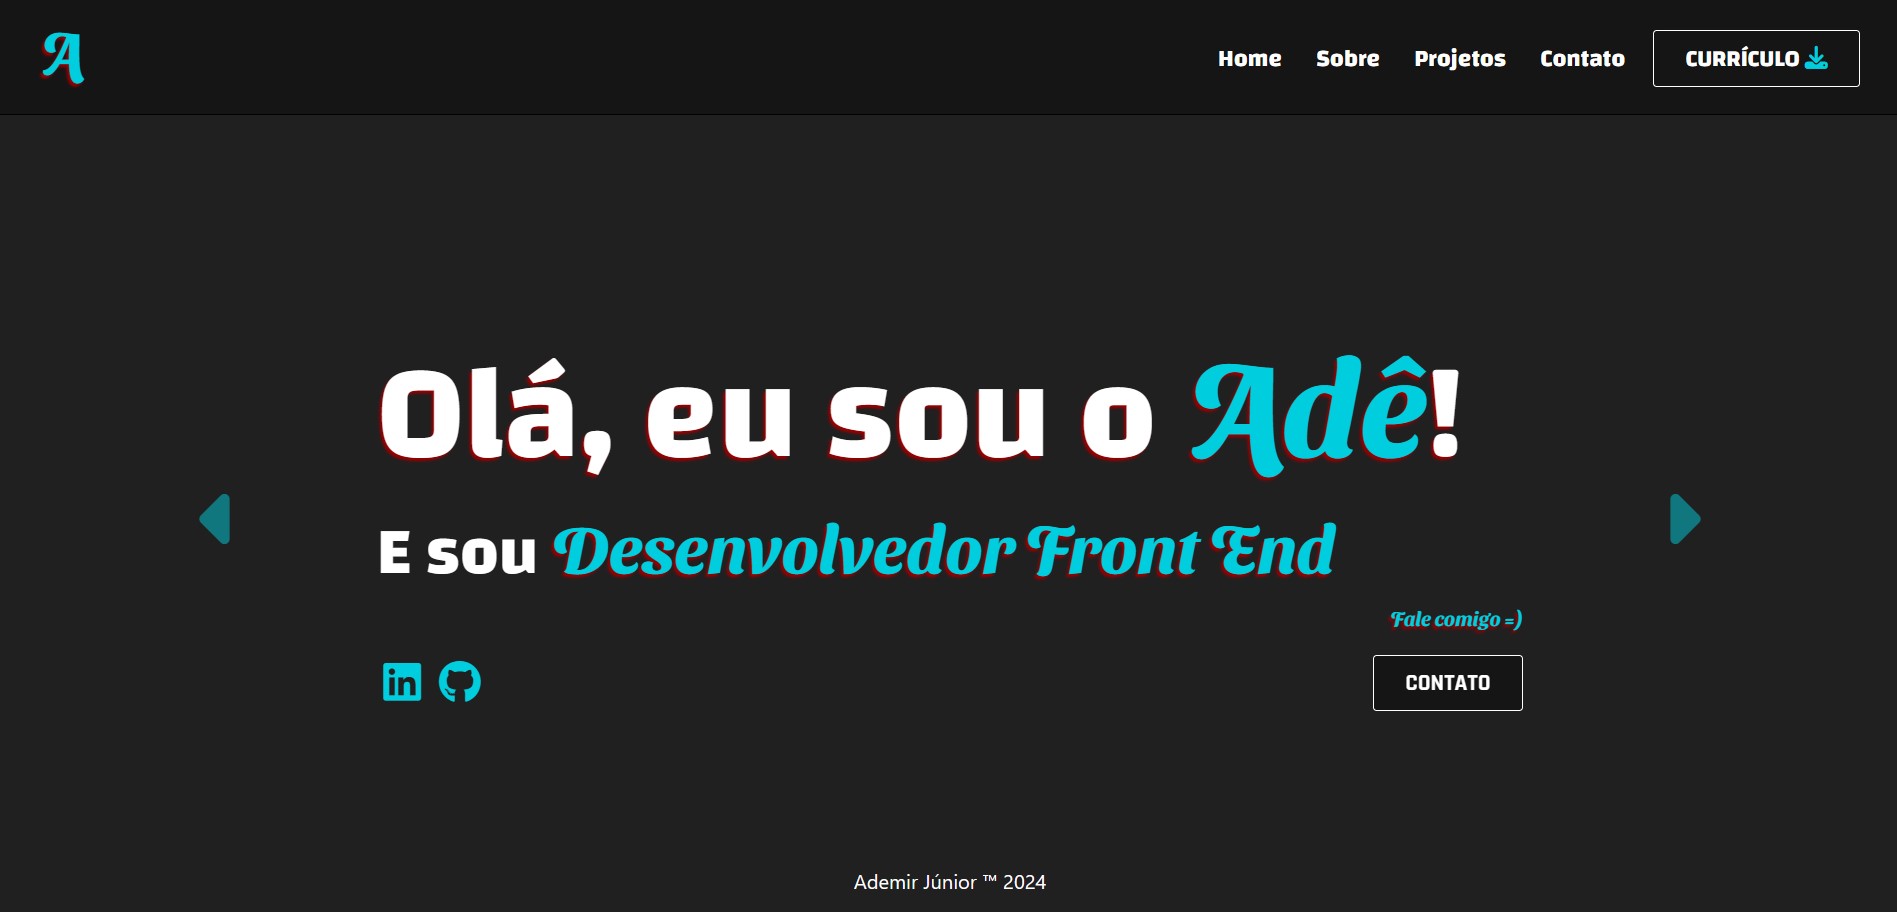 A
Home Sobre Projetos Contato CURRÍCULO
Olá, eu sou o Adê!
E sou Desenvolvedor Front End
Fale comigo =)
in
CONTATO
Ademir Júnior ™ 2024